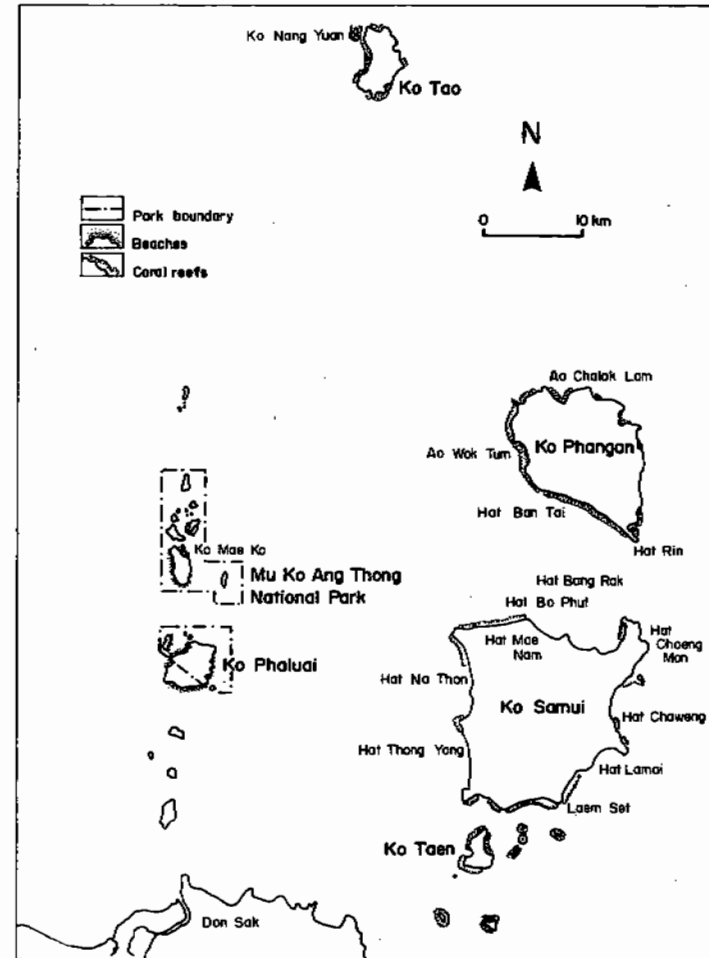 Ko Nang Yuan
Ko Tao
N
0 10 km
Park boundary
Beaches
Coral reefs
Ao Chalok Lam
Ko Phangan
Ao Wok Tum
Hat Ban Tai
Hat Rin
Ko Mae Ko
Mu Ko Ang Thong
National Park
Hat Bang Rak
Hat Bo Phut
Hat Mae
Nam
Hat
Choeng
Mon
Ko Phaluai
Hat Na Thon
Ko Samui
Hat Chaweng
Hat Thong Yang
Hat Lamai
Laem Set
Ko Taen
Don Sak